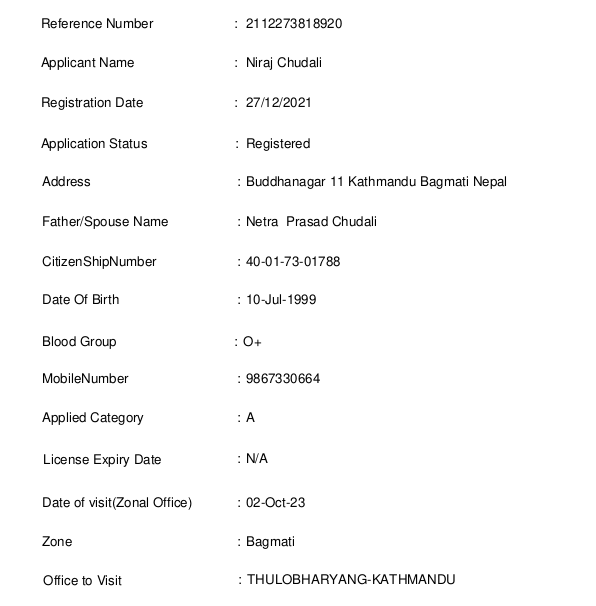 Reference Number : 2112273818920
Applicant Name : Niraj Chudali
Registration Date : 27/12/2021
Application Status : Registered
Address : Buddhanagar 11 Kathmandu Bagmati Nepal
Father/Spouse Name : Netra Prasad Chudali
CitizenShipNumber : 40-01-73-01788
Date Of Birth : 10-Jul-1999
Blood Group : O+
MobileNumber : 9867330664
Applied Category : A
License Expiry Date : N/A
Date of visit(Zonal Office) : 02-Oct-23
Zone : Bagmati
Office to Visit : THULOBHARYANG-KATHMANDU